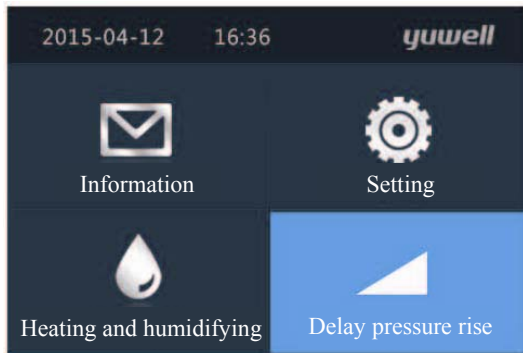 2015-04-12 16:36 yuwell
Information Setting
Heating and humidifying Delay pressure rise